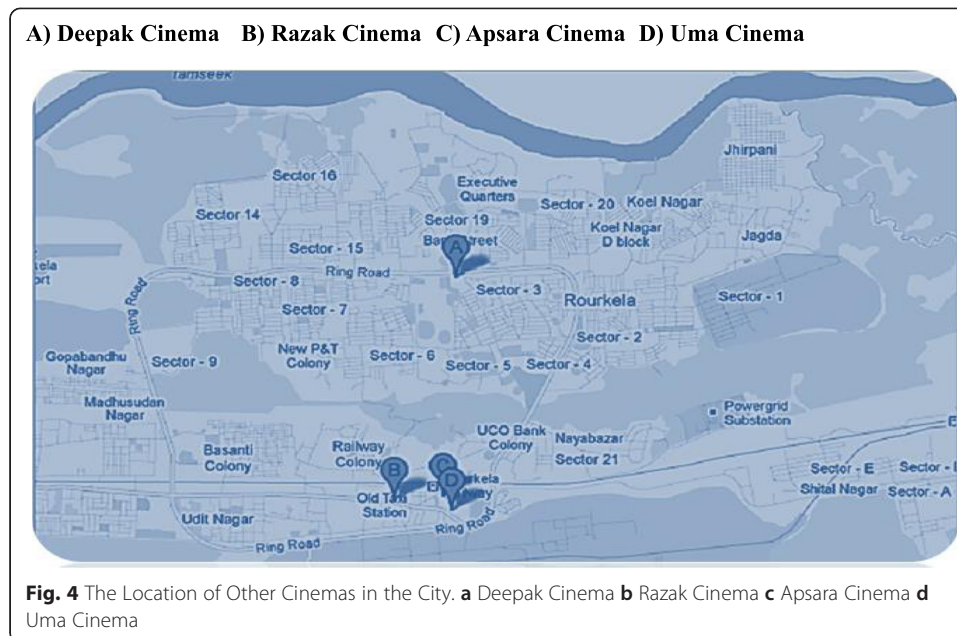 A) Deepak Cinema B) Razak Cinema C) Apsara Cinema D) Uma Cinema
tamseek
Jhirpani
Sector 16
Executive
Quarters
Sector - 20
Koel Nagar
Sector 14
Sector 19
Koel Nagar
D block
Jagda
A
Sector - 15
Ring Road
Sector - 8
Sector - 3
Sector - 1
Rourkela
Ring Road
Sector - 7
Sector - 2
New P&T
Colony
Sector - 6
Sector - 5
Sector - 4
Gopabandhu
Nagar
Sector - 9
Madhusudan
Nagar
Powergrid
Substation
UCO Bank
Colony
Nayabazar
Railway
Colony
Basanti
Colony
Sector 21
B
C
D
Sector - E
Sector -
Shital Nagar
Sector - A
Station
Udit Nagar
Ring Road
Ring Road
Fig. 4 The Location of Other Cinemas in the City. a Deepak Cinema b Razak Cinema c Apsara Cinema d
Uma Cinema